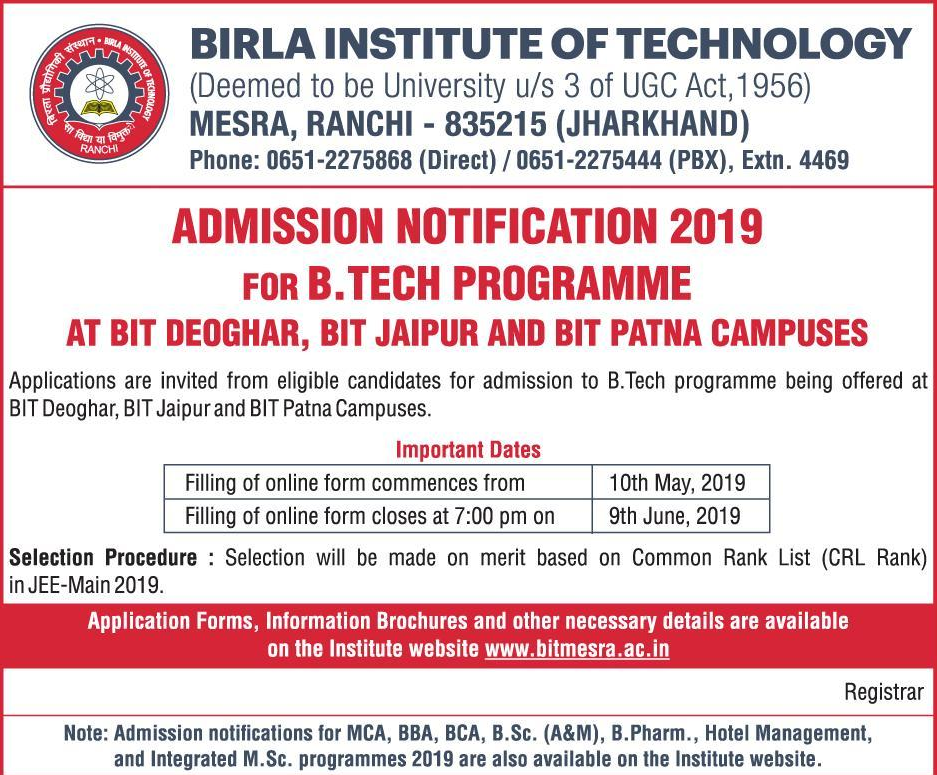 बिरला प्रौद्योगिकी संस्थान • BIRLA INSTITUTE OF TECHNOLOGY
सा विद्या या विमुक्तये
RANCHI
BIRLA INSTITUTE OF TECHNOLOGY
(Deemed to be University u/s 3 of UGC Act,1956)
MESRA, RANCHI - 835215 (JHARKHAND)
Phone: 0651-2275868 (Direct) / 0651-2275444 (PBX), Extn. 4469
ADMISSION NOTIFICATION 2019
FOR B.TECH PROGRAMME
AT BIT DEOGHAR, BIT JAIPUR AND BIT PATNA CAMPUSES
Applications are invited from eligible candidates for admission to B.Tech programme being offered at
BIT Deoghar, BIT Jaipur and BIT Patna Campuses.
Important Dates
Filling of online form commences from 10th May, 2019
Filling of online form closes at 7:00 pm on 9th June, 2019
Selection Procedure : Selection will be made on merit based on Common Rank List (CRL Rank)
in JEE-Main 2019.
Application Forms, Information Brochures and other necessary details are available
on the Institute website www.bitmesra.ac.in
Registrar
Note: Admission notifications for MCA, BBA, BCA, B.Sc. (A&M), B.Pharm., Hotel Management,
and Integrated M.Sc. programmes 2019 are also available on the Institute website.